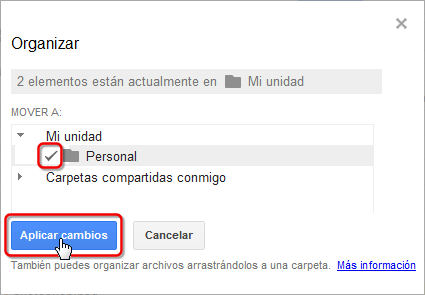 Organizar
2 elementos están actualmente en Mi unidad
MOVER A:
Mi unidad
Personal
Carpetas compartidas conmigo
Aplicar cambios Cancelar
También puedes organizar archivos arrastrándolos a una carpeta. Más información